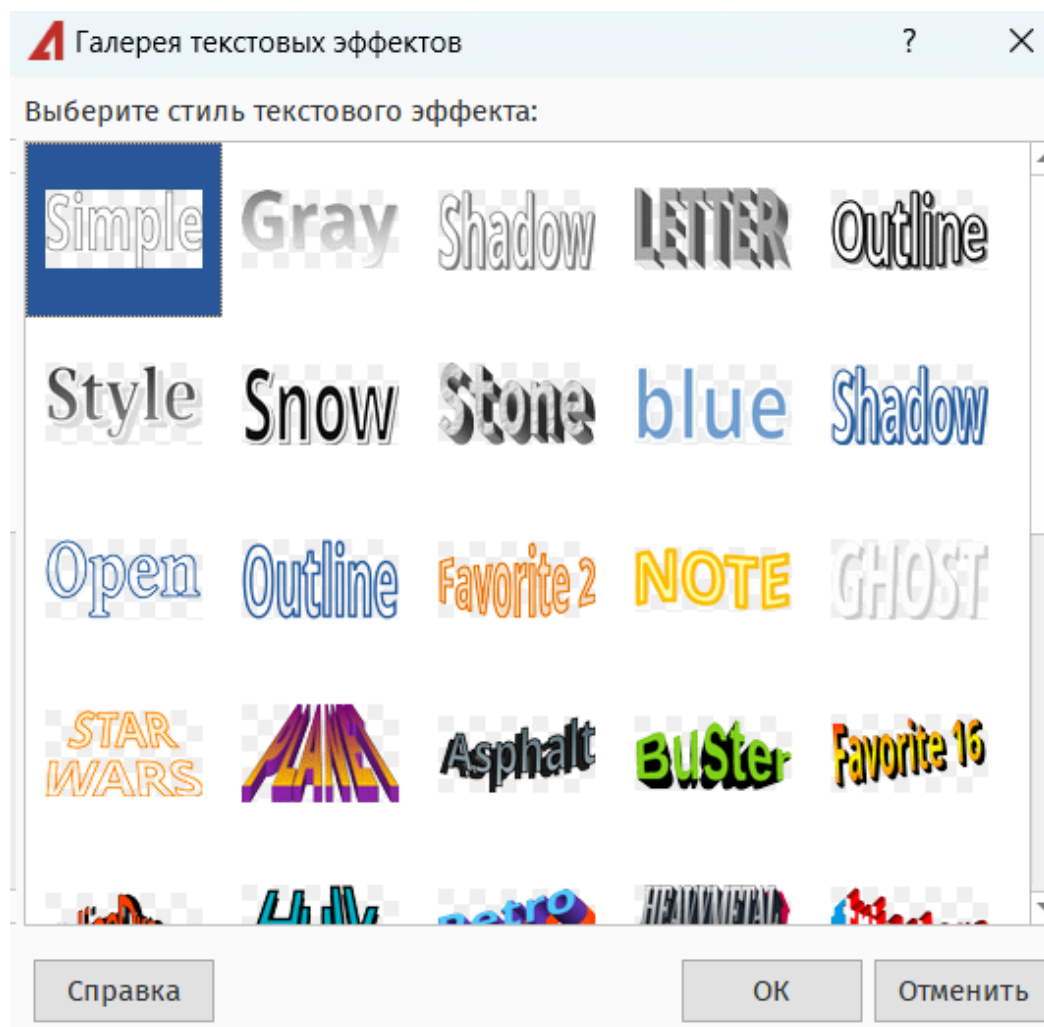 Галерея текстовых эффектов ?
Выберите стиль текстового эффекта:
Simple Gray Shadow LETTER Outline
Style Snow Stone blue Shadow
Open Outline Favorite 2 NOTE GHOST
STAR WARS PLANET Asphalt BuSter Favorite 16
Retro HEAVYMETAL
Справка ОК Отменить